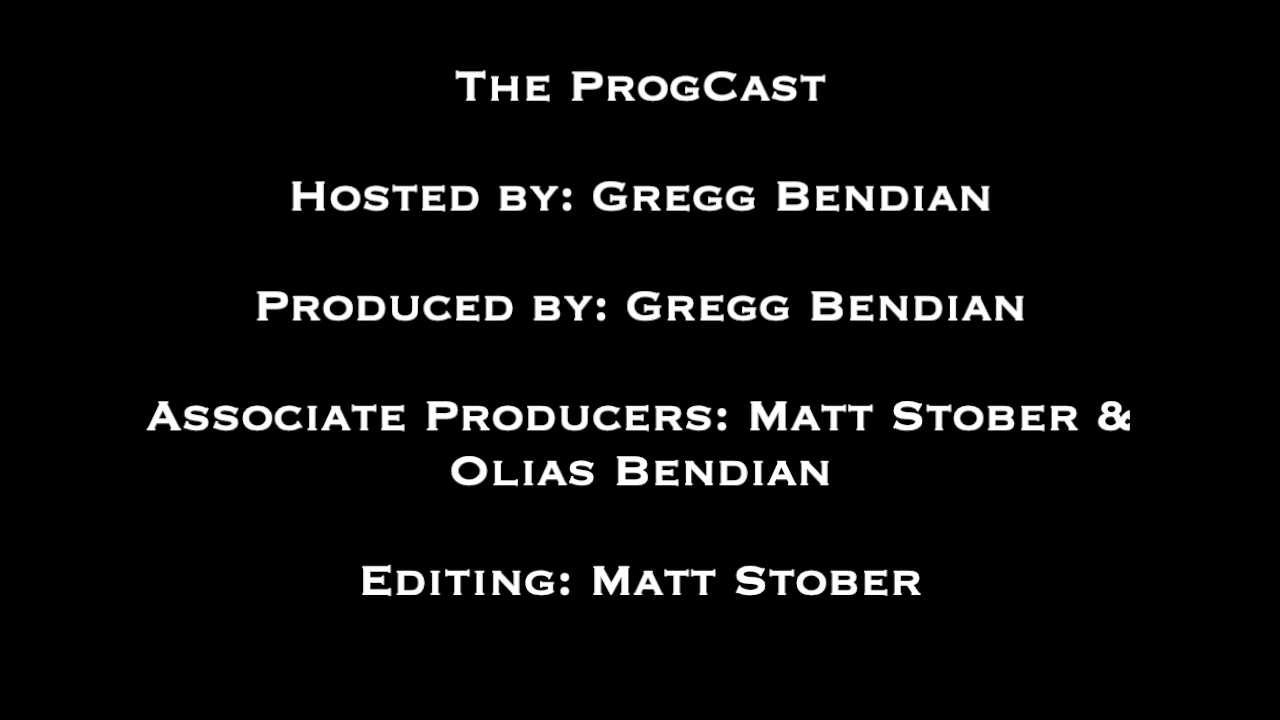 The ProgCast
Hosted by: Gregg Bendian
Produced by: Gregg Bendian
Associate Producers: Matt Stober &
Olias Bendian
Editing: Matt Stober